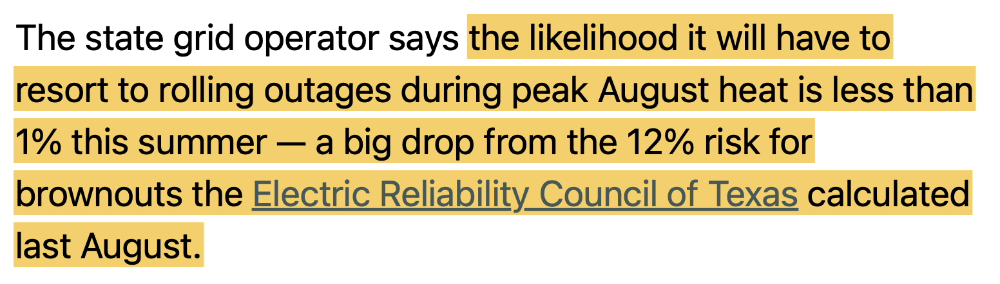 The state grid operator says the likelihood it will have to
resort to rolling outages during peak August heat is less than
1% this summer — a big drop from the 12% risk for
brownouts the Electric Reliability Council of Texas calculated
last August.